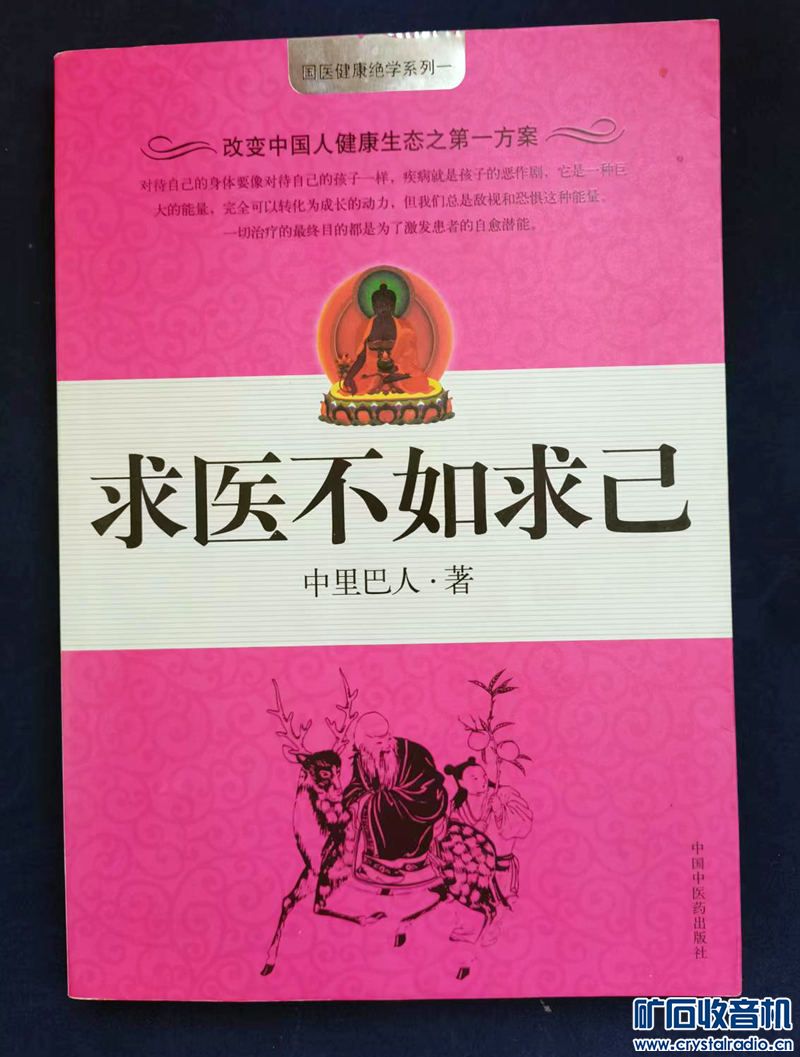 国医健康绝学系列一
改变中国人健康生态之第一方案
对待自己的身体要像对待自己的孩子一样，疾病就是孩子的恶作剧，它是一种巨
大的能量，完全可以转化为成长的动力，但我们总是敌视和恐惧这种能量。
一切治疗的最终目的都是为了激发患者的自愈潜能。
求医不如求己
中里巴人·著
中国中医药出版社
矿石收音机
www.crystalradio.cn